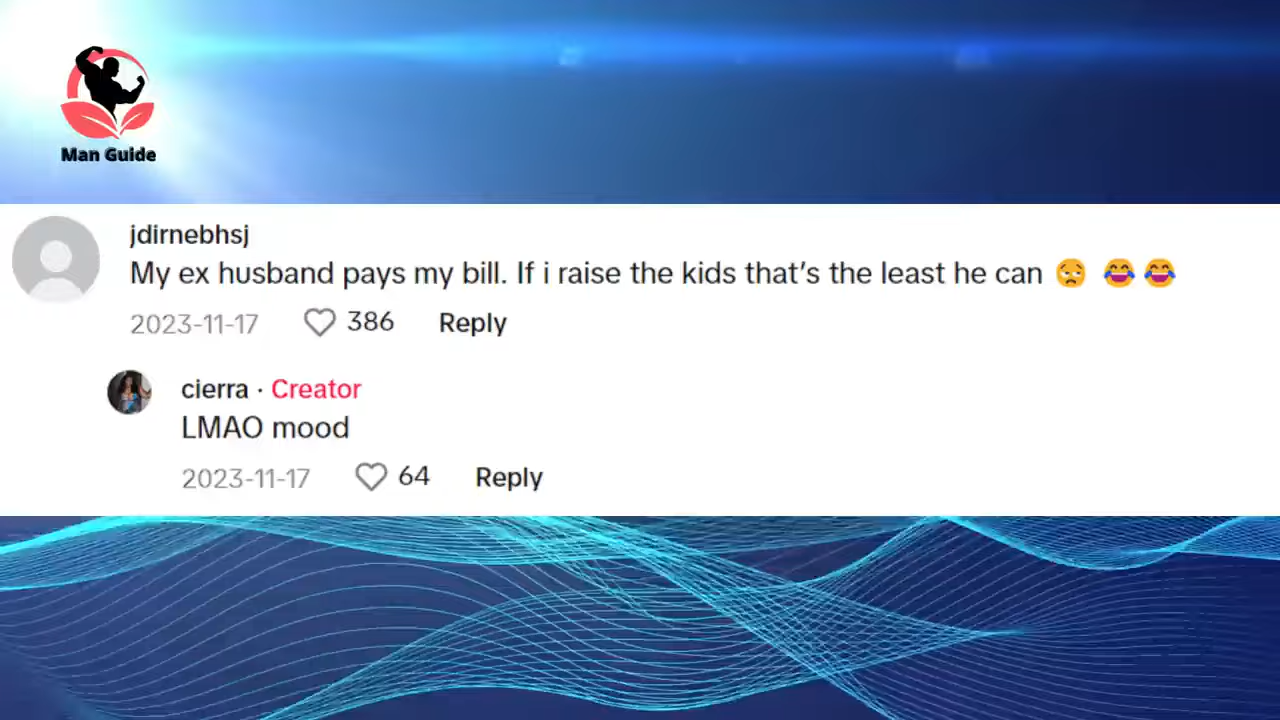 Man Guide
jdirnebhsj
My ex husband pays my bill. If i raise the kids that’s the least he can 😟 😂😂
2023-11-17 386 Reply
cierra · Creator
LMAO mood
2023-11-17 64 Reply